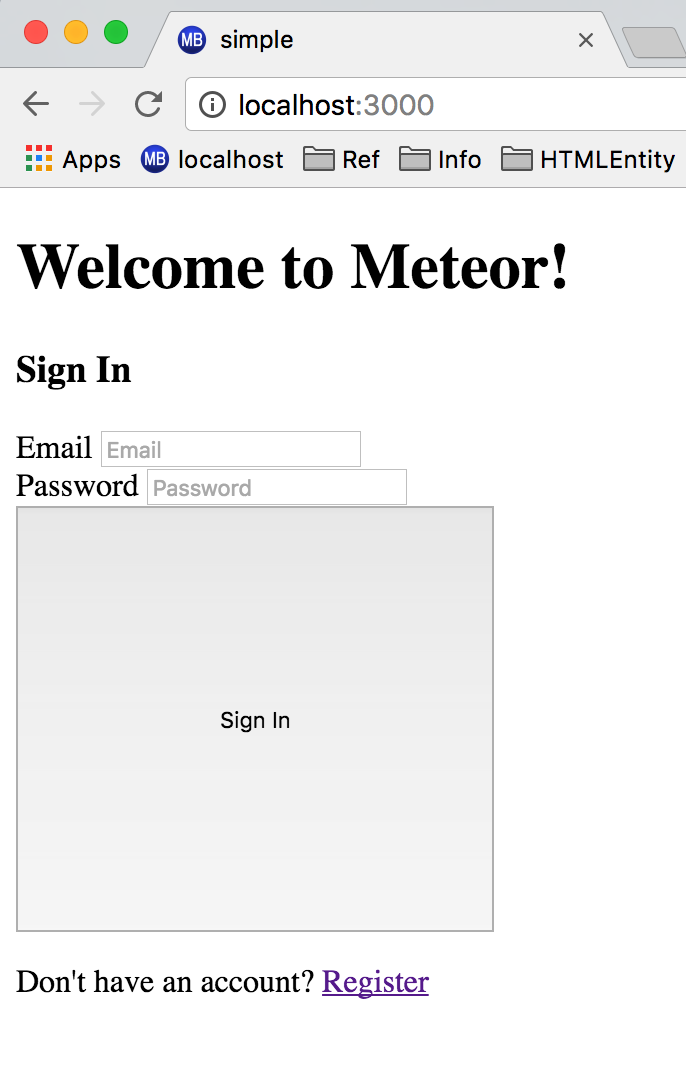 MB simple
localhost:3000
Apps MB localhost Ref Info HTMLEntity
Welcome to Meteor!
Sign In
Email Email
Password Password
Sign In
Don't have an account? Register